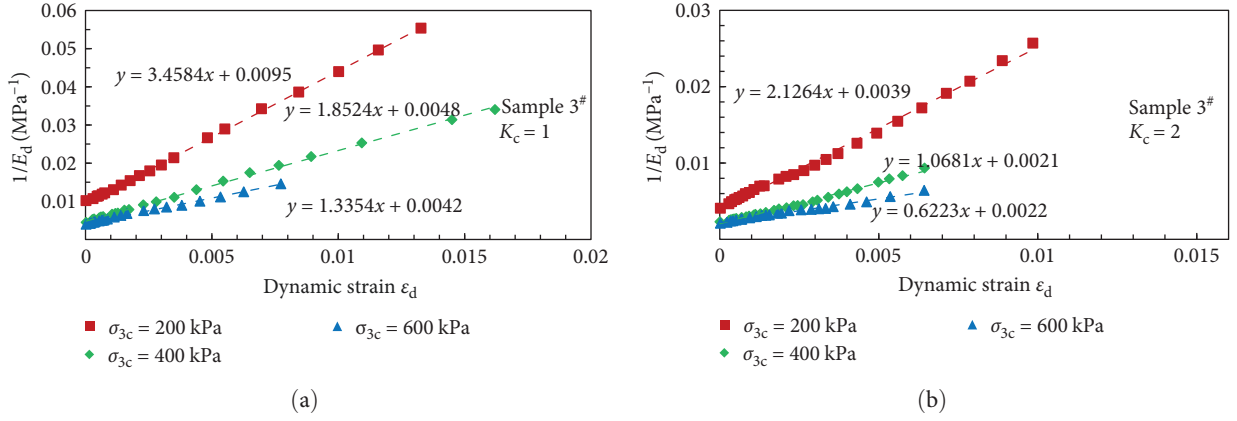 0.06
0.05
0.04
0.03
0.02
0.01
1/E_d (MPa⁻¹)
y = 3.4584x + 0.0095
y = 1.8524x + 0.0048
y = 1.3354x + 0.0042
Sample 3#
K_c = 1
0 0.005 0.01 0.015 0.02
Dynamic strain ε_d
σ_3c = 200 kPa
σ_3c = 400 kPa
σ_3c = 600 kPa
(a)
0.03
0.02
0.01
1/E_d (MPa⁻¹)
y = 2.1264x + 0.0039
y = 1.0681x + 0.0021
y = 0.6223x + 0.0022
Sample 3#
K_c = 2
0 0.005 0.01 0.015
Dynamic strain ε_d
σ_3c = 200 kPa
σ_3c = 400 kPa
σ_3c = 600 kPa
(b)